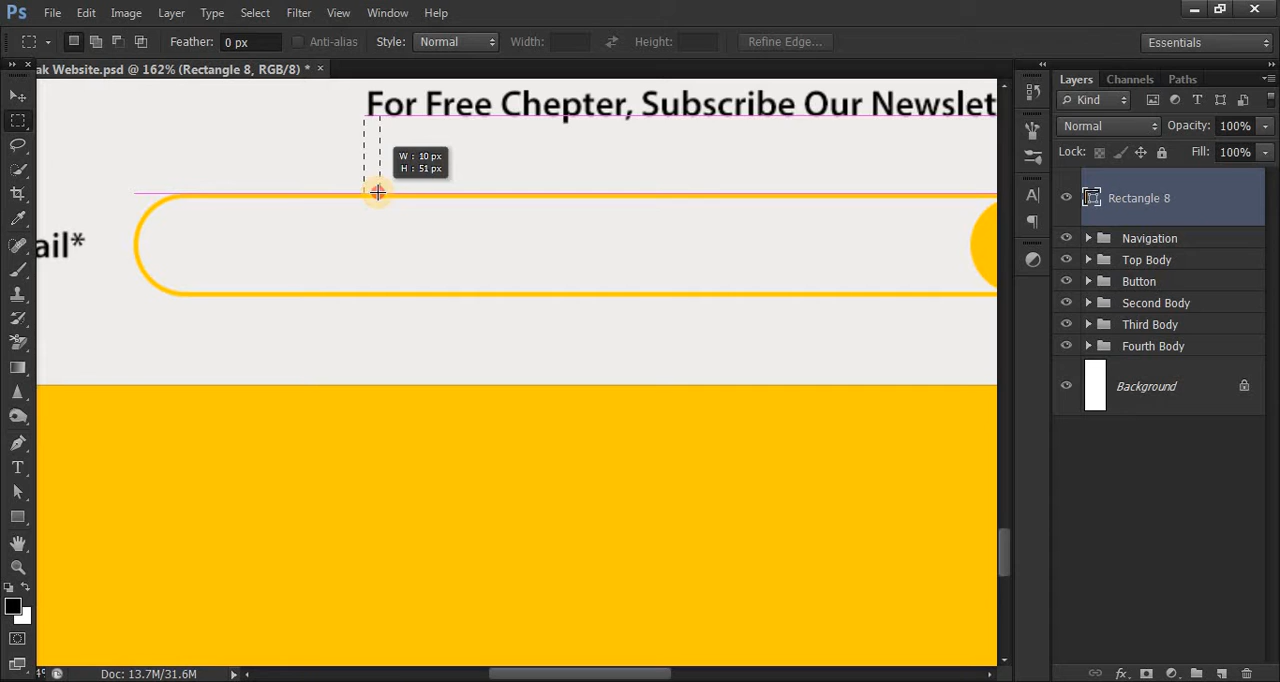 Ps File Edit Image Layer Type Select Filter View Window Help
Feather: 0 px Anti-alias Style: Normal Width: Height: Refine Edge... Essentials
ak Website.psd @ 162% (Rectangle 8, RGB/8) * ×
For Free Chepter, Subscribe Our Newslet
W : 10 px
H : 51 px
ail*
Layers Channels Paths
Kind
Normal Opacity: 100%
Lock: Fill: 100%
Rectangle 8
Navigation
Top Body
Button
Second Body
Third Body
Fourth Body
Background
Doc: 13.7M/31.6M